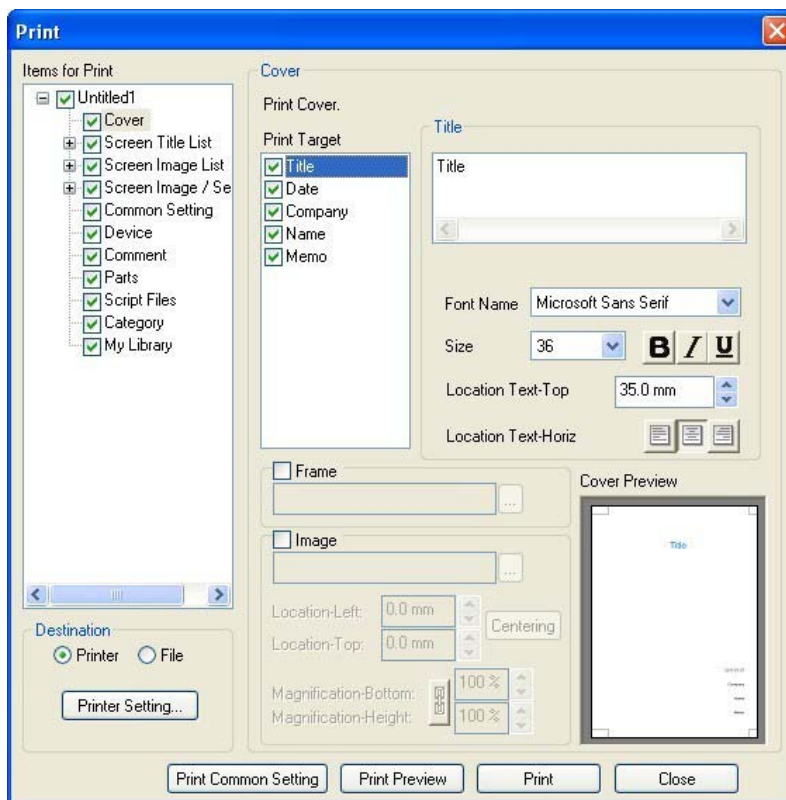 Print
Items for Print
Untitled1
Cover
Screen Title List
Screen Image List
Screen Image / Se
Common Setting
Device
Comment
Parts
Script Files
Category
My Library
Destination
Printer
File
Printer Setting...
Cover
Print Cover.
Print Target
Title
Date
Company
Name
Memo
Title
Title
Font Name Microsoft Sans Serif
Size 36 B I U
Location Text-Top 35.0 mm
Location Text-Horiz
Frame
...
Image
...
Location-Left: 0.0 mm
Location-Top: 0.0 mm
Centering
Magnification-Bottom: 100 %
Magnification-Height: 100 %
Cover Preview
Title
Company
Name
Memo
Print Common Setting Print Preview Print Close